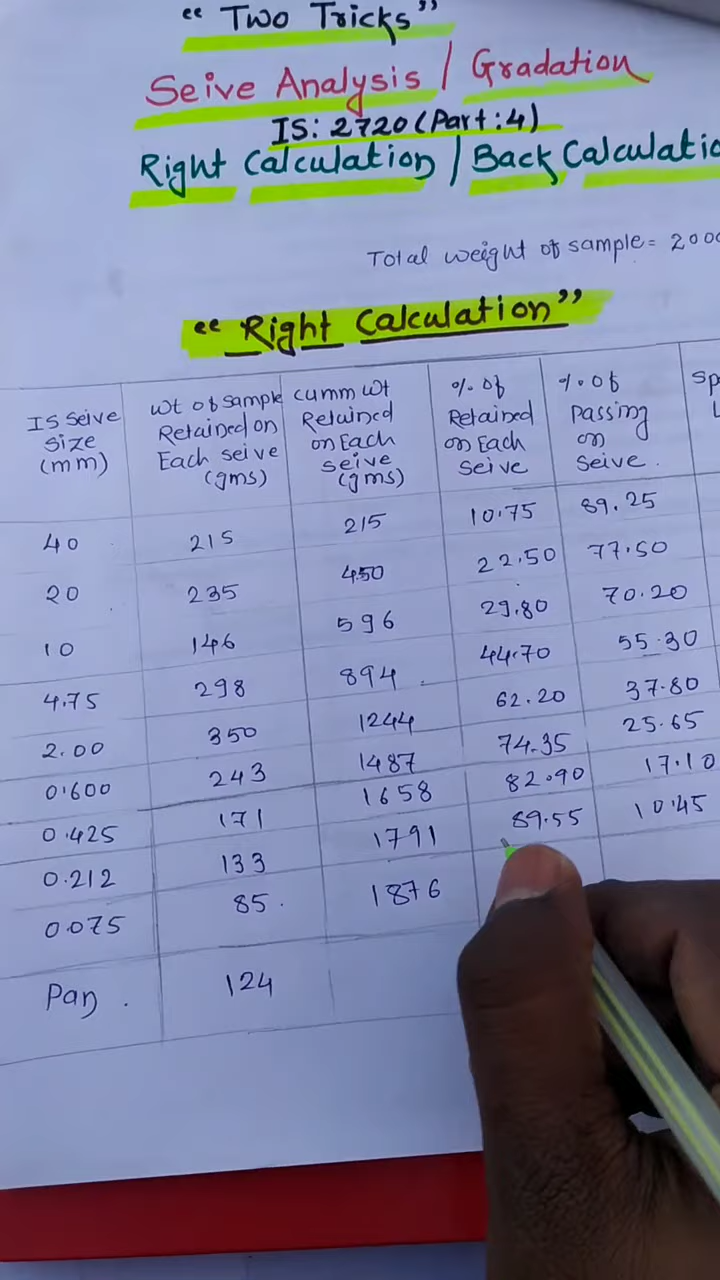 “Two Tricks”
Seive Analysis / Gradation
IS: 2720 (Part:4)
Right Calculation / Back Calculatio
Total weight of sample = 2000
“Right Calculation”
IS Seive Size (mm) | Wt of sample Retained on Each seive (gms) | cumm wt Retained on Each seive (gms) | % of Retained on Each Seive | % of Passing on Seive.
40 215 215 10.75 89.25
20 235 450 22.50 77.50
10 146 596 29.80 70.20
4.75 298 894 44.70 55.30
2.00 350 1244 62.20 37.80
0.600 243 1487 74.35 25.65
0.425 171 1658 82.90 17.10
0.212 133 1791 89.55 10.45
0.075 85. 1876
Pan. 124